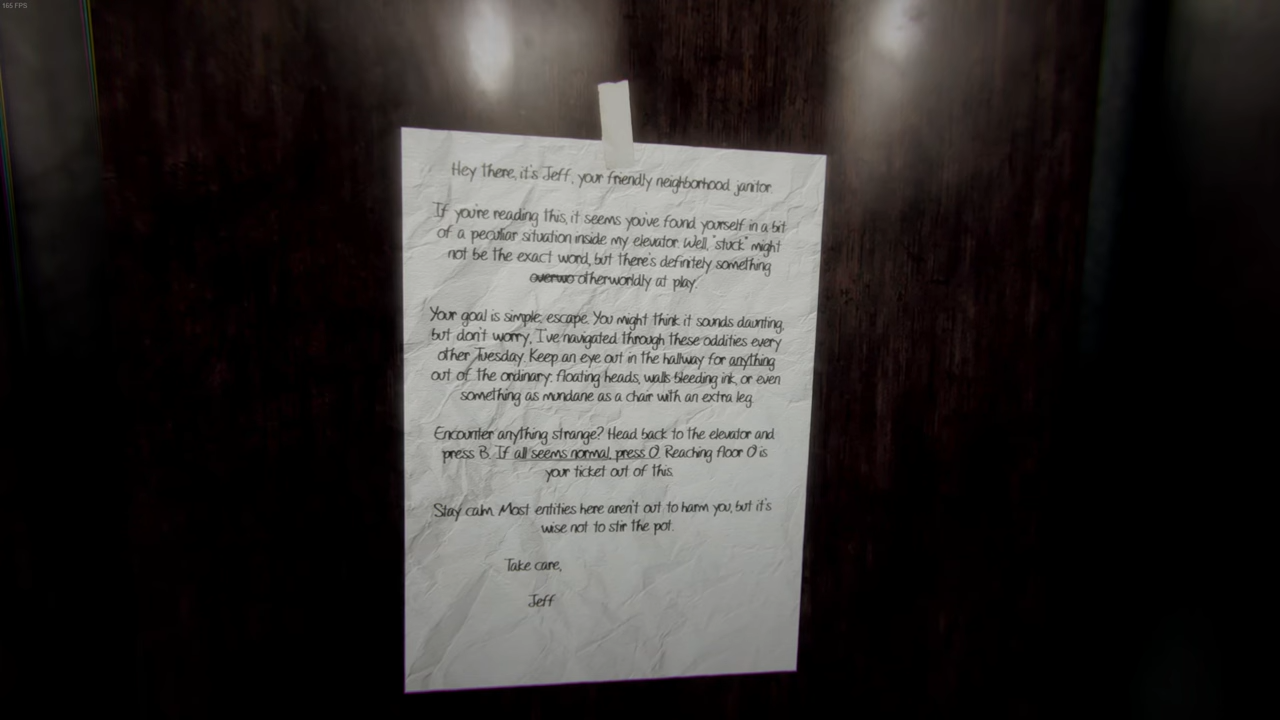 165 FPS
Hey there, it's Jeff, your friendly neighborhood janitor.
If you're reading this, it seems you've found yourself in a bit
of a peculiar situation inside my elevator. Well, stuck" might
not be the exact word, but there's definitely something
overwo otherworldly at play.
Your goal is simple, escape. You might think it sounds daunting,
but don't worry, I've navigated through these oddities every
other Tuesday. Keep an eye out in the hallway for anything
out of the ordinary: floating heads, walls bleeding ink, or even
something as mundane as a chair with an extra leg.
Encounter anything strange? Head back to the elevator and
press B. If all seems normal, press O. Reaching floor O is
your ticket out of this.
Stay calm. Most entities here aren't out to harm you, but it's
wise not to stir the pot.
Take care,
Jeff